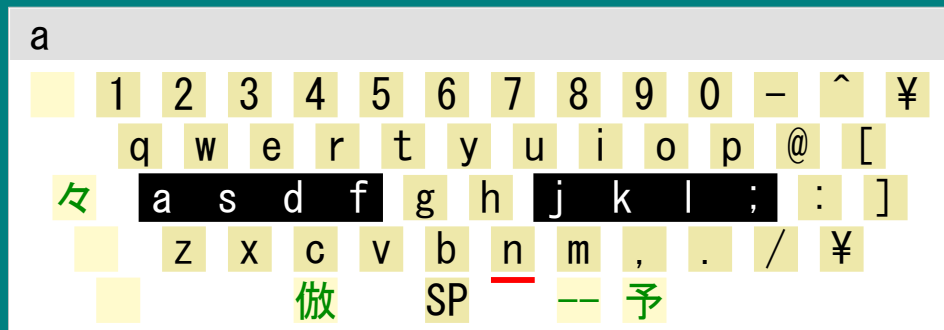 a
1 2 3 4 5 6 7 8 9 0 - ^ ¥
q w e r t y u i o p @ [
々 a s d f g h j k l ; : ]
z x c v b n m , . / ¥
倣 SP -- 予